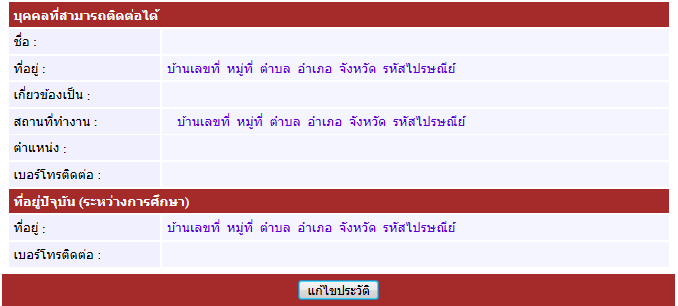 บุคคลที่สามารถติดต่อได้
ชื่อ :
ที่อยู่ : บ้านเลขที่ หมู่ที่ ตำบล อำเภอ จังหวัด รหัสไปรษณีย์
เกี่ยวข้องเป็น :
สถานที่ทำงาน : บ้านเลขที่ หมู่ที่ ตำบล อำเภอ จังหวัด รหัสไปรษณีย์
ตำแหน่ง :
เบอร์โทรติดต่อ :
ที่อยู่ปัจุบัน (ระหว่างการศึกษา)
ที่อยู่ : บ้านเลขที่ หมู่ที่ ตำบล อำเภอ จังหวัด รหัสไปรษณีย์
เบอร์โทรติดต่อ :
แก้ไขประวัติ